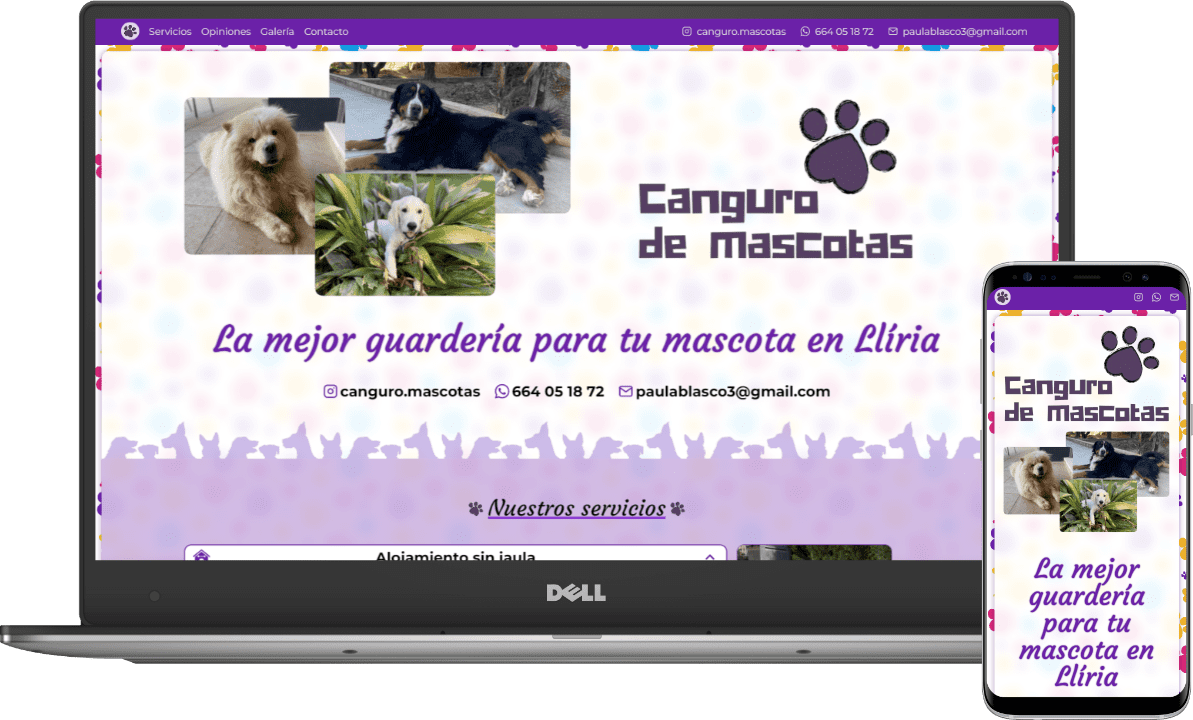 Servicios Opiniones Galería Contacto canguro.mascotas 664 05 18 72 paulablasco3@gmail.com
Canguro
de Mascotas
La mejor guardería para tu mascota en Llíria
canguro.mascotas 664 05 18 72 paulablasco3@gmail.com
Nuestros servicios
Alojamiento sin jaula
DELL
Canguro
de Mascotas
La mejor
guardería
para tu
mascota en
Llíria